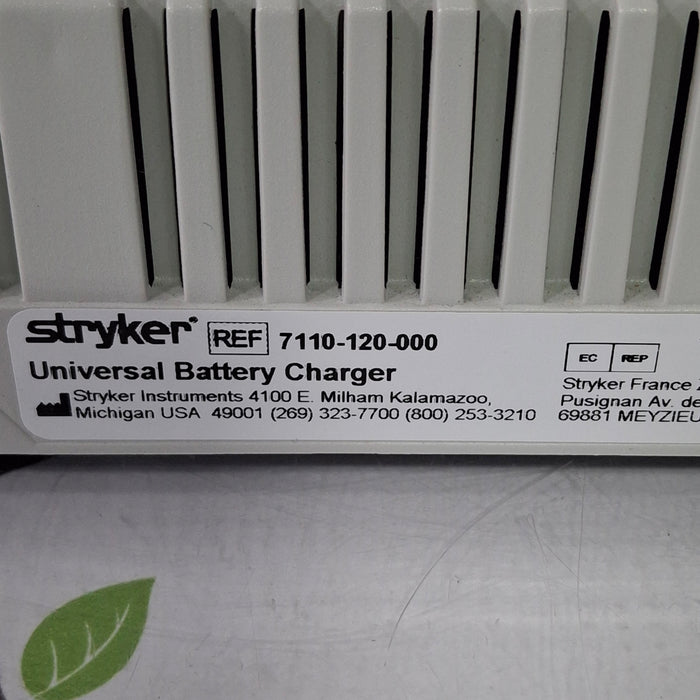 stryker® REF 7110-120-000
Universal Battery Charger
Stryker Instruments 4100 E. Milham Kalamazoo,
Michigan USA 49001 (269) 323-7700 (800) 253-3210
EC REP
Stryker France
Pusignan Av. de
69881 MEYZIEU